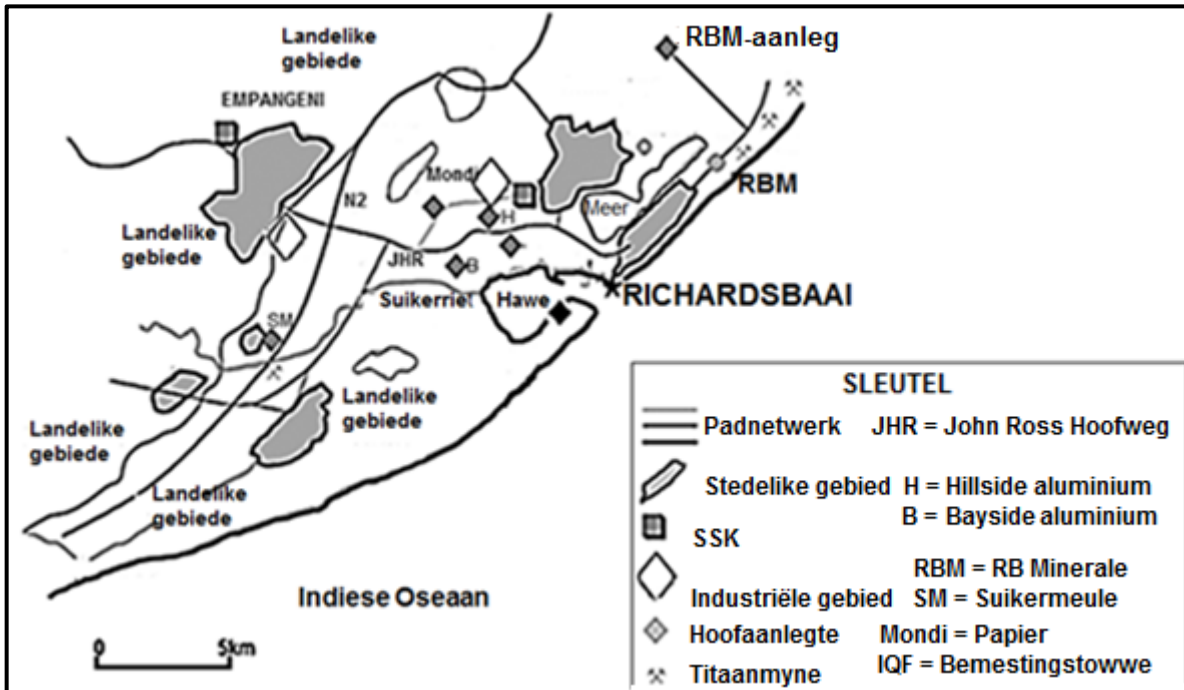 Landelike
gebiede
RBM-aanleg
EMPANGENI
Mondi
RBM
N2
H
Meer
Landelike
gebiede
JHR
B
RICHARDSBAAI
Suikerriet
Hawe
SM
Landelike
gebiede
Landelike
gebiede
Landelike
gebiede
Indiese Oseaan
0 5km
SLEUTEL
Padnetwerk JHR = John Ross Hoofweg
Stedelike gebied H = Hillside aluminium
B = Bayside aluminium
SSK
RBM = RB Minerale
Industriële gebied SM = Suikermeule
Hoofaanlegte Mondi = Papier
IQF = Bemestingstowwe
Titaanmyne